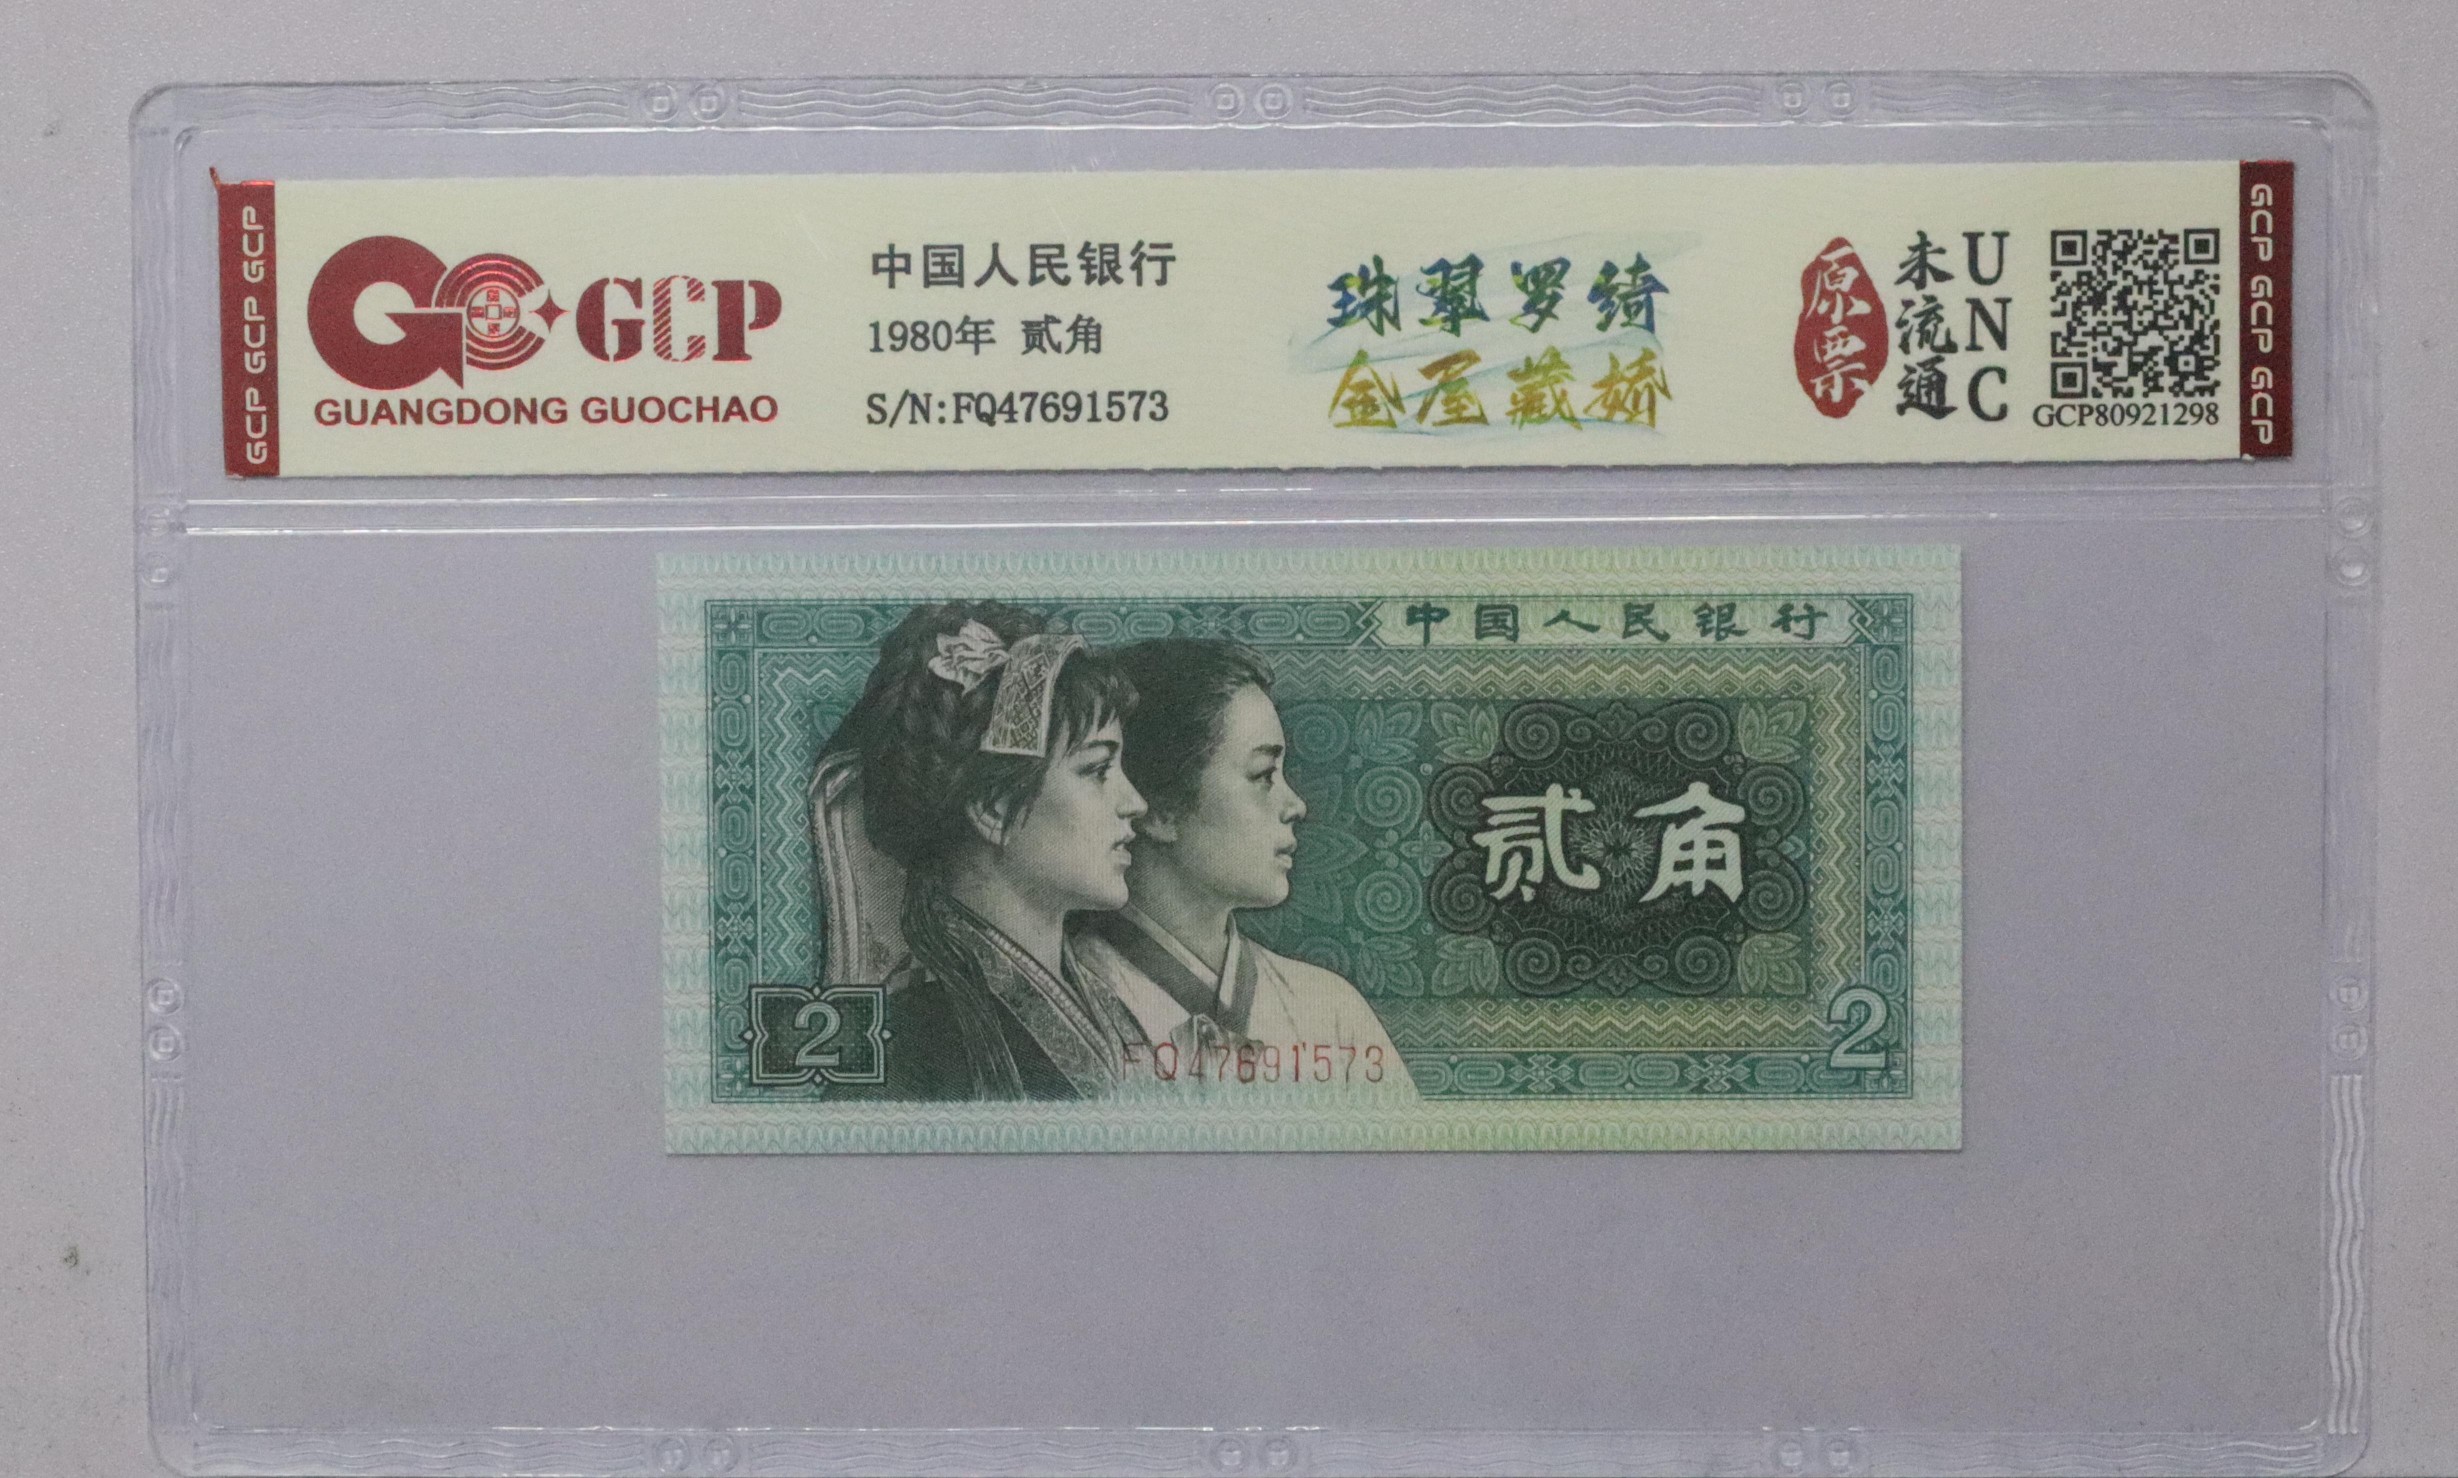 GCP GCP GCP
GCP
GUANGDONG GUOCHAO
中国人民银行
1980年 贰角
S/N:FQ47691573
珠翠罗绮
金屋藏娇
原票
未流通
UNC
GCP80921298
GCP GCP GCP
中国人民银行
贰角
2
FQ47691573
2